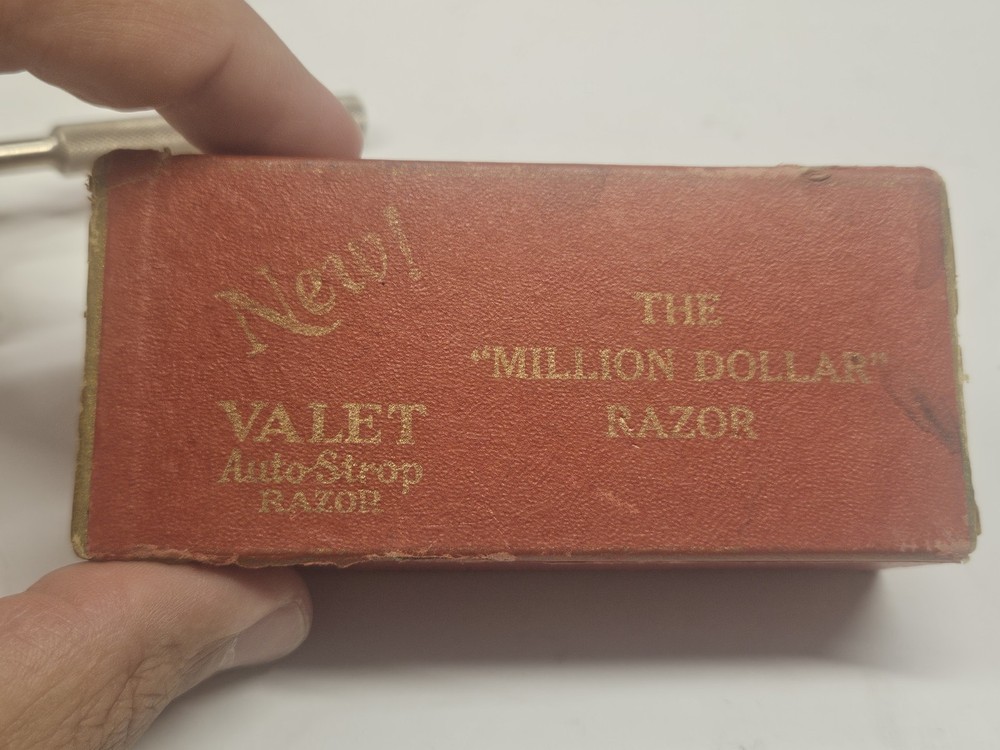 New!
VALET
Auto-Strop
RAZOR
THE
"MILLION DOLLAR"
RAZOR